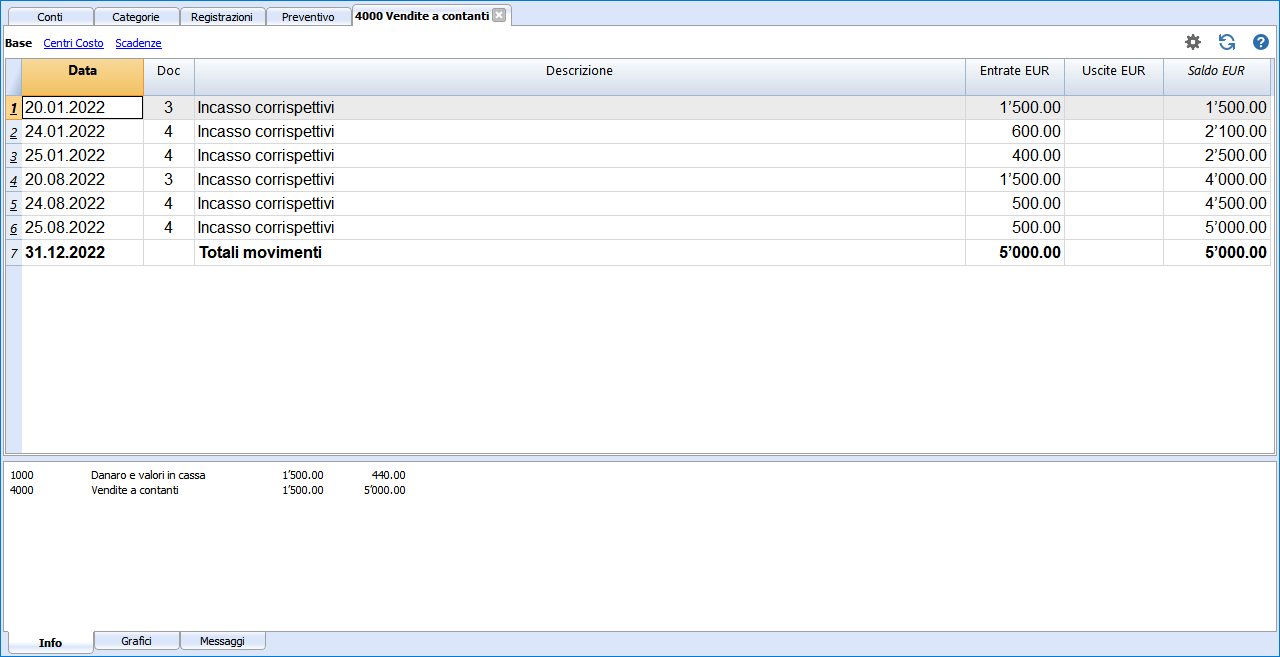 Conti Categorie Registrazioni Preventivo 4000 Vendite a contanti
Base Centri Costo Scadenze
Data Doc Descrizione Entrate EUR Uscite EUR Saldo EUR
1 20.01.2022 3 Incasso corrispettivi 1’500.00 1’500.00
2 24.01.2022 4 Incasso corrispettivi 600.00 2’100.00
3 25.01.2022 4 Incasso corrispettivi 400.00 2’500.00
4 20.08.2022 3 Incasso corrispettivi 1’500.00 4’000.00
5 24.08.2022 4 Incasso corrispettivi 500.00 4’500.00
6 25.08.2022 4 Incasso corrispettivi 500.00 5’000.00
7 31.12.2022 Totali movimenti 5’000.00 5’000.00
1000 Danaro e valori in cassa 1’500.00 440.00
4000 Vendite a contanti 1’500.00 5’000.00
Info Grafici Messaggi